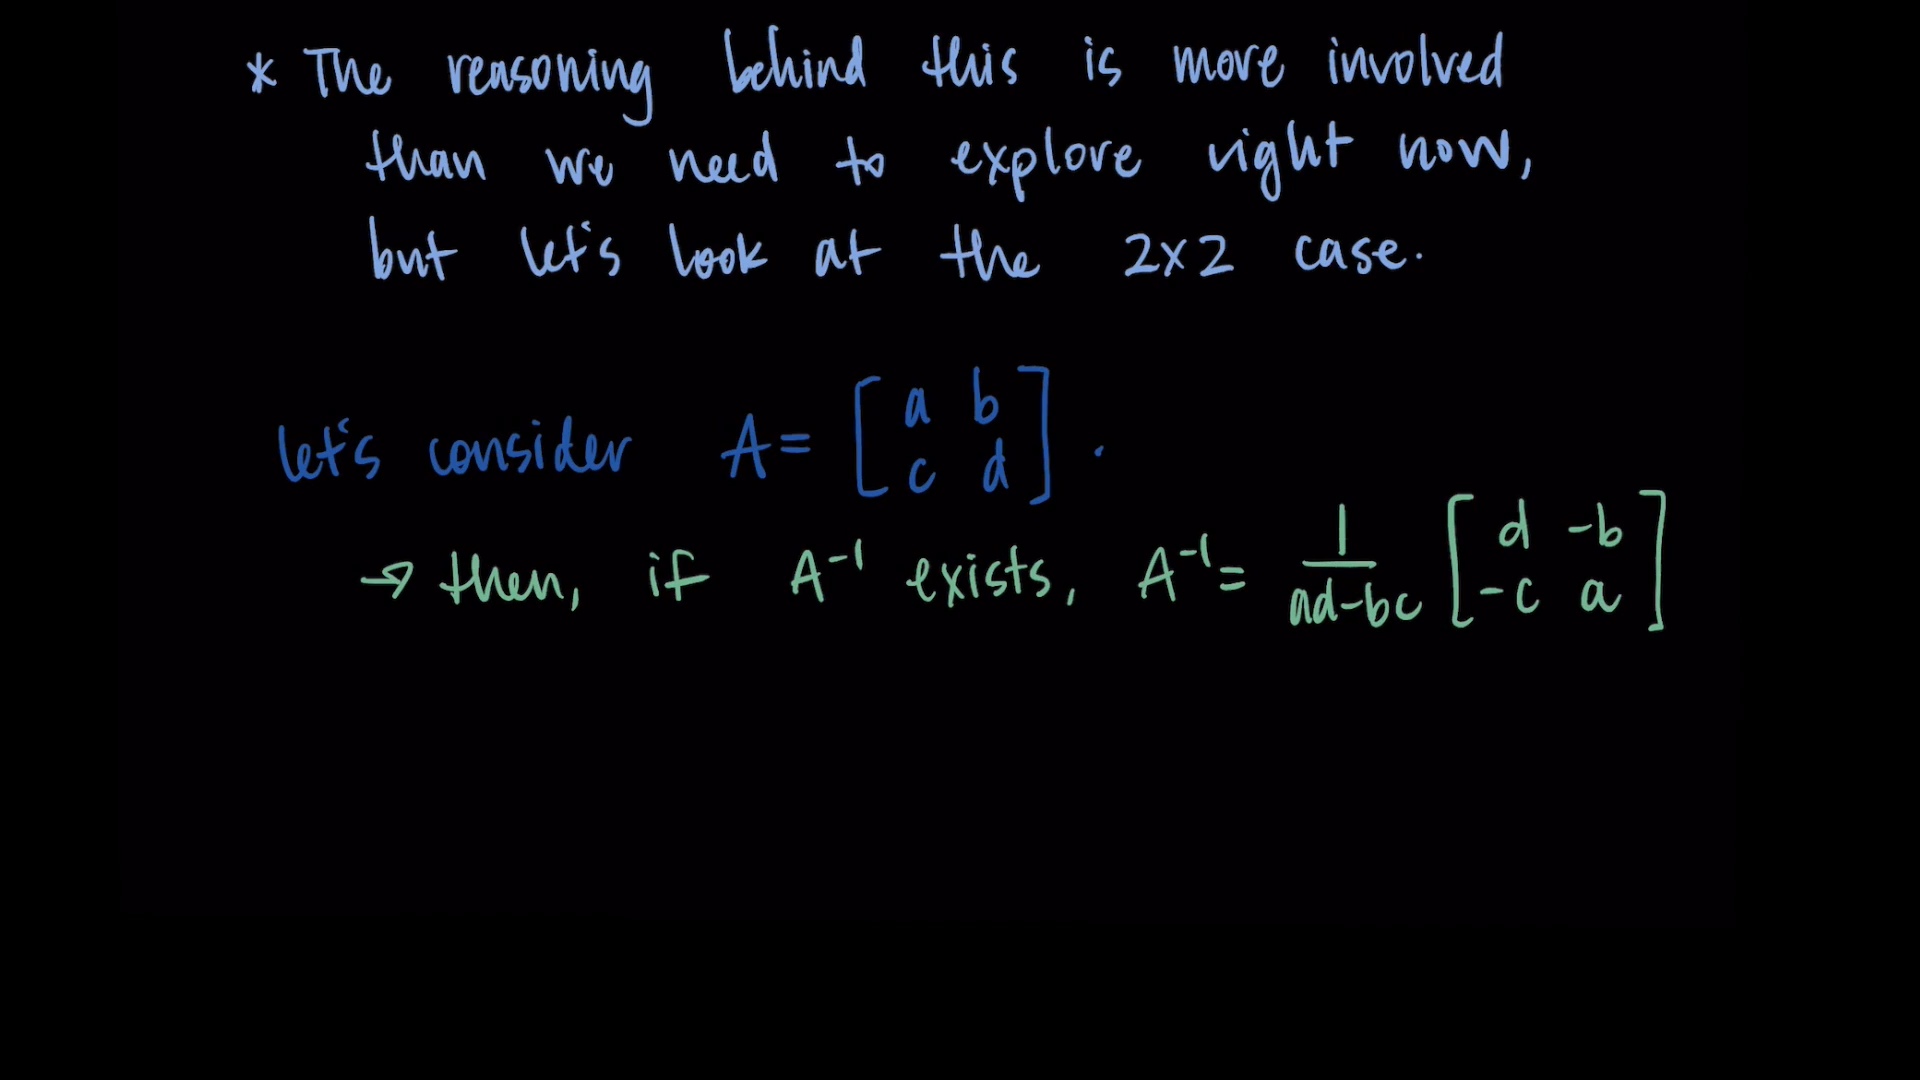 * The reasoning behind this is more involved
than we need to explore right now,
but let's look at the 2x2 case.
let's consider A = [ a b ; c d ] .
→ then, if A⁻¹ exists, A⁻¹ = 1/(ad-bc) [ d -b ; -c a ]